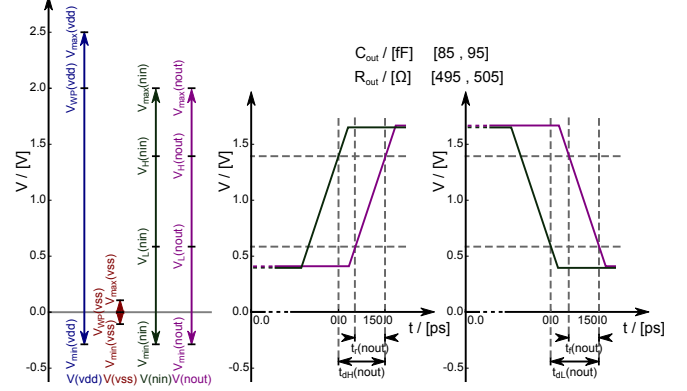 C_out / [fF] [85 , 95]
R_out / [Ω] [495 , 505]
V / [V]
2.5
2.0
1.5
1.0
0.5
0.0
-0.5
V_max(vdd)
V_WP(vdd)
V_min(vdd)
V_max(vss)
V_WP(vss)
V_min(vss)
V_max(nin)
V_H(nin)
V_L(nin)
V_min(nin)
V_max(nout)
V_H(nout)
V_L(nout)
V_min(nout)
V(vdd) V(vss) V(nin) V(nout)
V / [V]
2.0
1.5
1.0
0.5
0.0
-0.5
t / [ps]
t_r(nout)
t_dH(nout)
V / [V]
2.0
1.5
1.0
0.5
0.0
-0.5
t / [ps]
t_f(nout)
t_dL(nout)